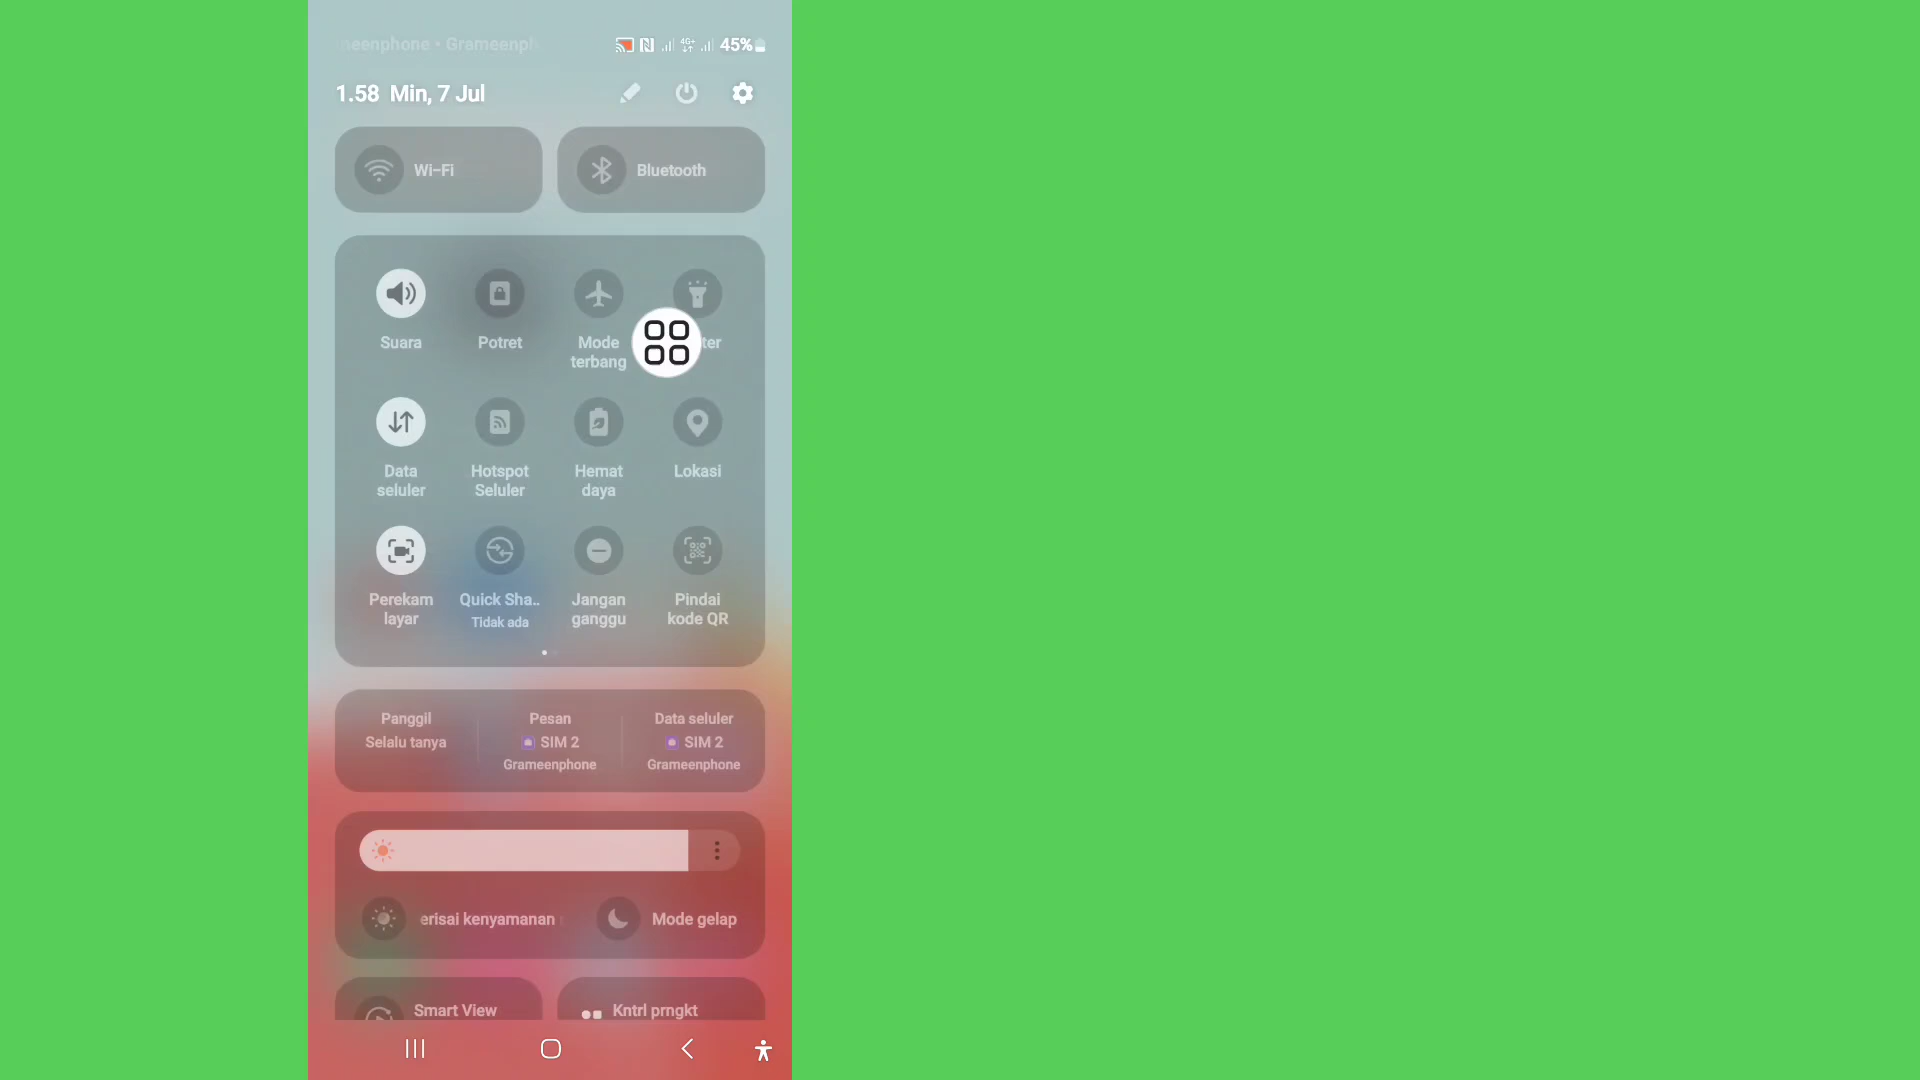 neenphone • Grameenph
4G+ 45%
1.58 Min, 7 Jul
Wi-Fi
Bluetooth
Suara
Potret
Mode
terbang
ter
Data
seluler
Hotspot
Seluler
Hemat
daya
Lokasi
Perekam
layar
Quick Sha..
Tidak ada
Jangan
ganggu
Pindai
kode QR
Panggil
Selalu tanya
Pesan
SIM 2
Grameenphone
Data seluler
SIM 2
Grameenphone
erisai kenyamanan
Mode gelap
Smart View
Kntrl prngkt